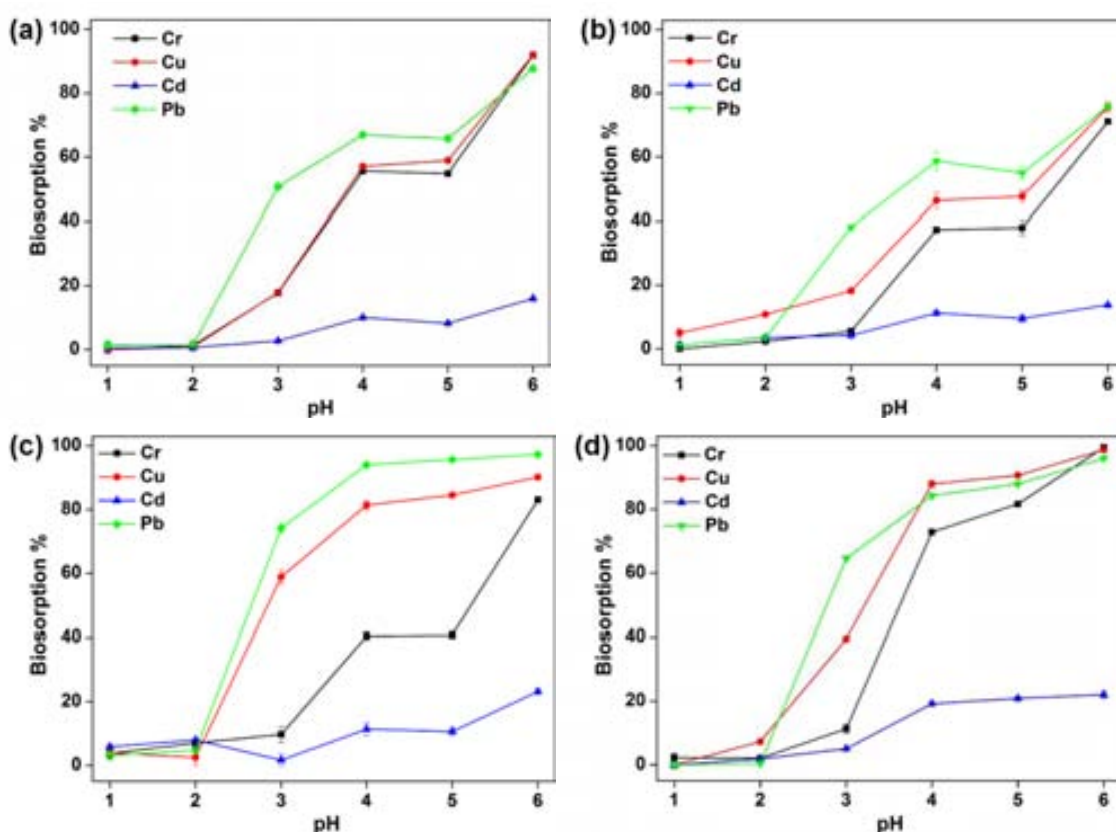 (a)
Cr
Cu
Cd
Pb
Biosorption %
100
80
60
40
20
0
1 2 3 4 5 6
pH
(b)
Cr
Cu
Cd
Pb
Biosorption %
100
80
60
40
20
0
1 2 3 4 5 6
pH
(c)
Cr
Cu
Cd
Pb
Biosorption %
100
80
60
40
20
0
1 2 3 4 5 6
pH
(d)
Cr
Cu
Cd
Pb
Biosorption %
100
80
60
40
20
0
1 2 3 4 5 6
pH